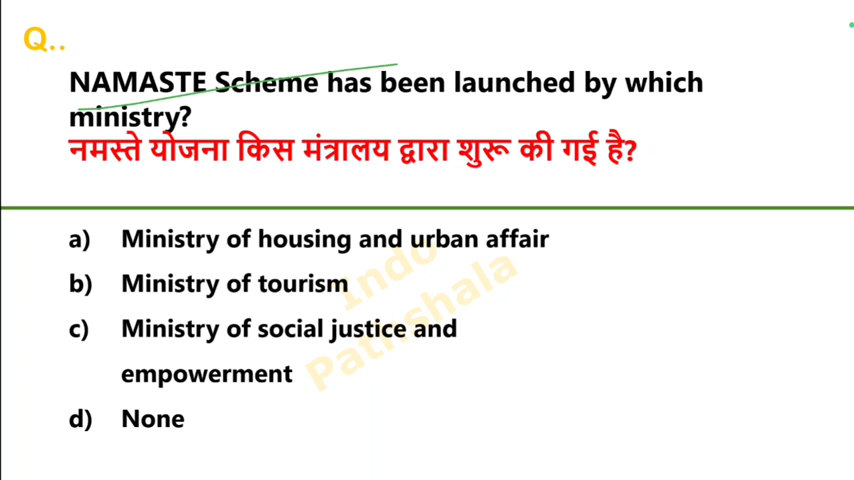 Q..
NAMASTE Scheme has been launched by which
ministry?
नमस्ते योजना किस मंत्रालय द्वारा शुरू की गई है?
a) Ministry of housing and urban affair
b) Ministry of tourism
c) Ministry of social justice and
empowerment
d) None
Indo
Pathshala